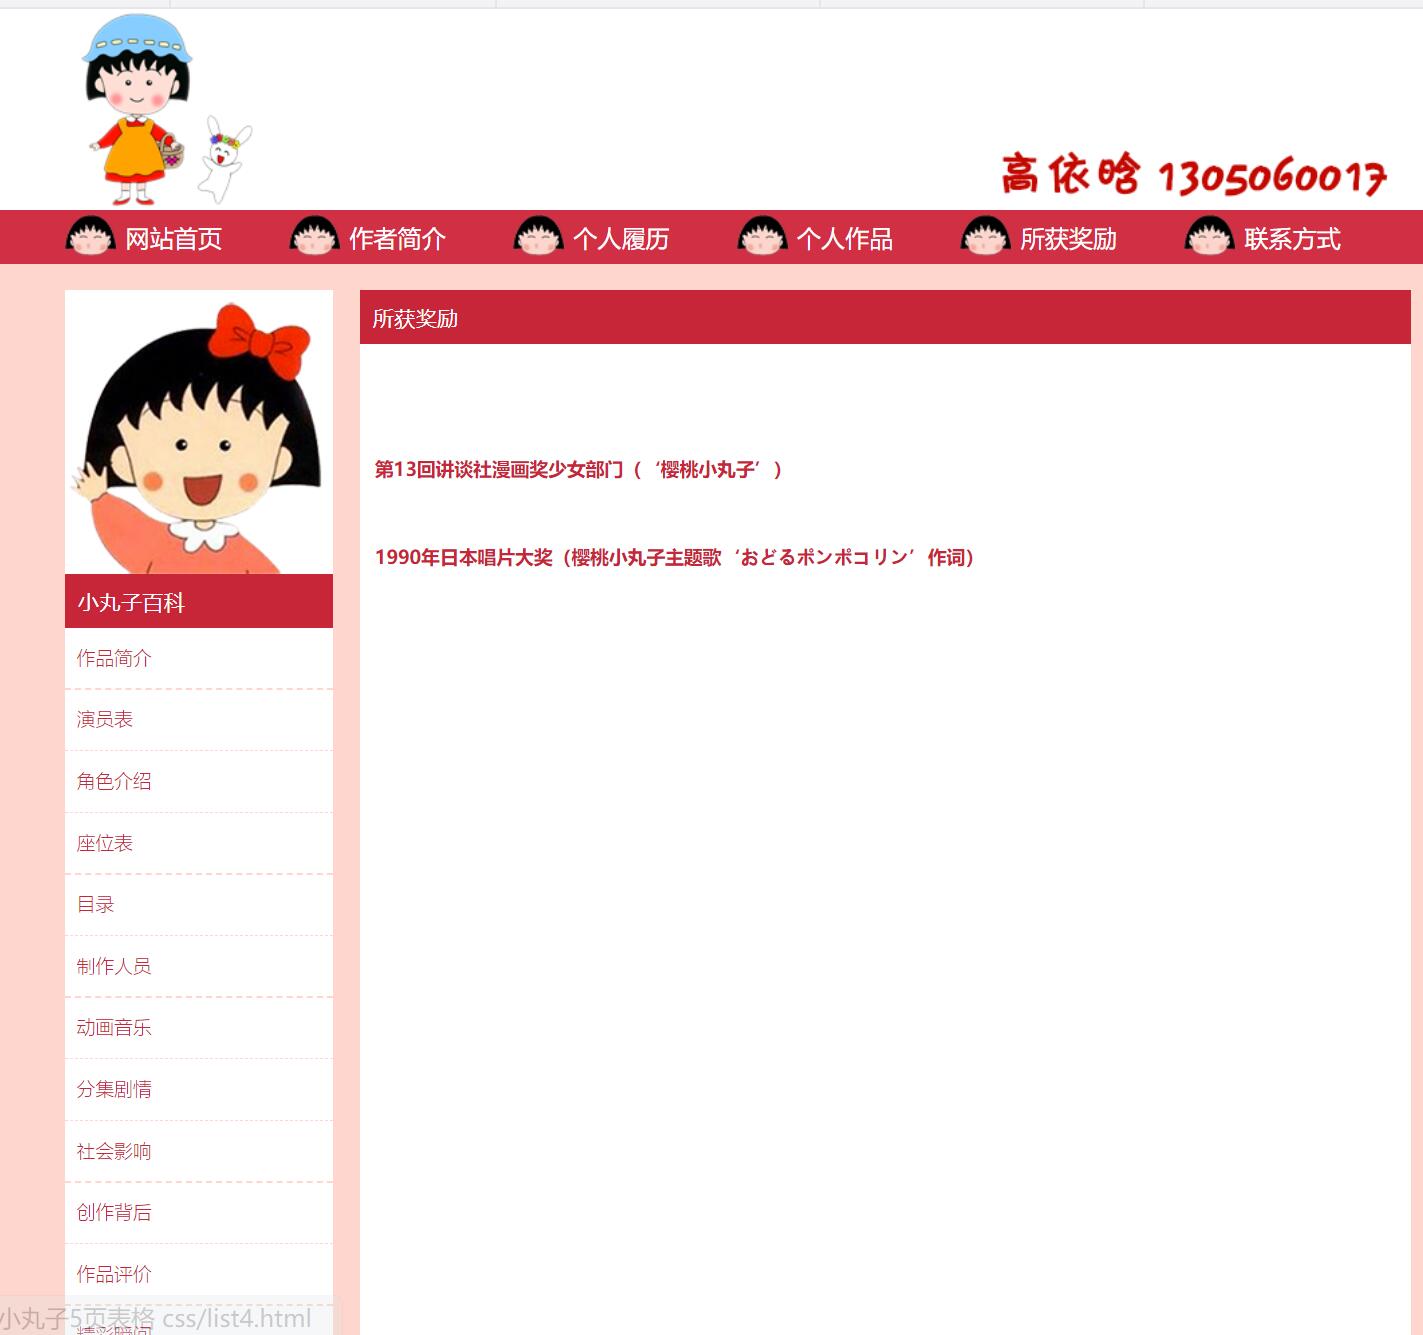 高依晗 1305060017
网站首页 作者简介 个人履历 个人作品 所获奖励 联系方式
小丸子百科
作品简介
演员表
角色介绍
座位表
目录
制作人员
动画音乐
分集剧情
社会影响
创作背后
作品评价
精彩瞬间
小丸子5页表格 css/list4.html
所获奖励
第13回讲谈社漫画奖少女部门（‘樱桃小丸子’）
1990年日本唱片大奖（樱桃小丸子主题歌‘おどるポンポコリン’作词）